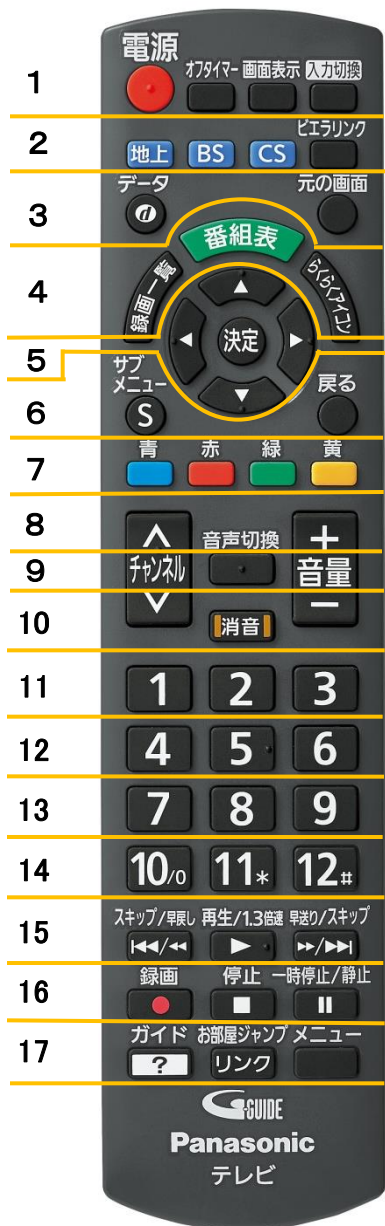 電源
1 オフタイマー 画面表示 入力切換
ビエラリンク
2 地上 BS CS
データ 元の画面
3 d
番組表
4 録画一覧 らくらくアイコン
5 決定
サブ
メニュー 戻る
6 S
7 青 赤 緑 黄
8 音声切換 +
9 チャンネル 音量
10 消音 −
11 1 2 3
12 4 5 6
13 7 8 9
14 10/0 11* 12#
スキップ/早戻し 再生/1.3倍速 早送り/スキップ
15
16 録画 停止 一時停止/静止
ガイド お部屋ジャンプ メニュー
17 ? リンク
G-GUIDE
Panasonic
テレビ